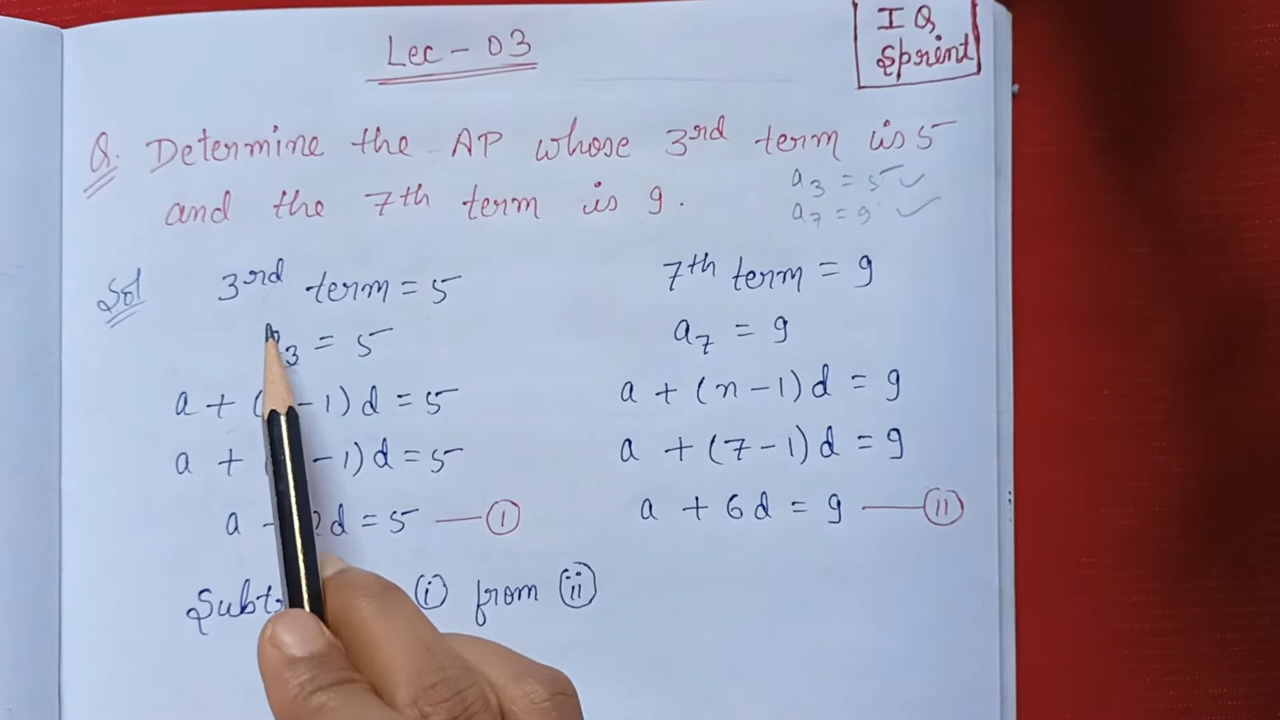 Lec - 03
I Q
Sprint
Q. Determine the AP whose 3rd term is 5
and the 7th term is 9.
a3 = 5 ✓
a7 = 9 ✓
Sol
3rd term = 5
3 = 5
a + ( - 1) d = 5
a + ( - 1) d = 5
a 2d = 5 — (I)
7th term = 9
a7 = 9
a + (n - 1) d = 9
a + (7 - 1) d = 9
a + 6d = 9 — (II)
(i) from (ii)